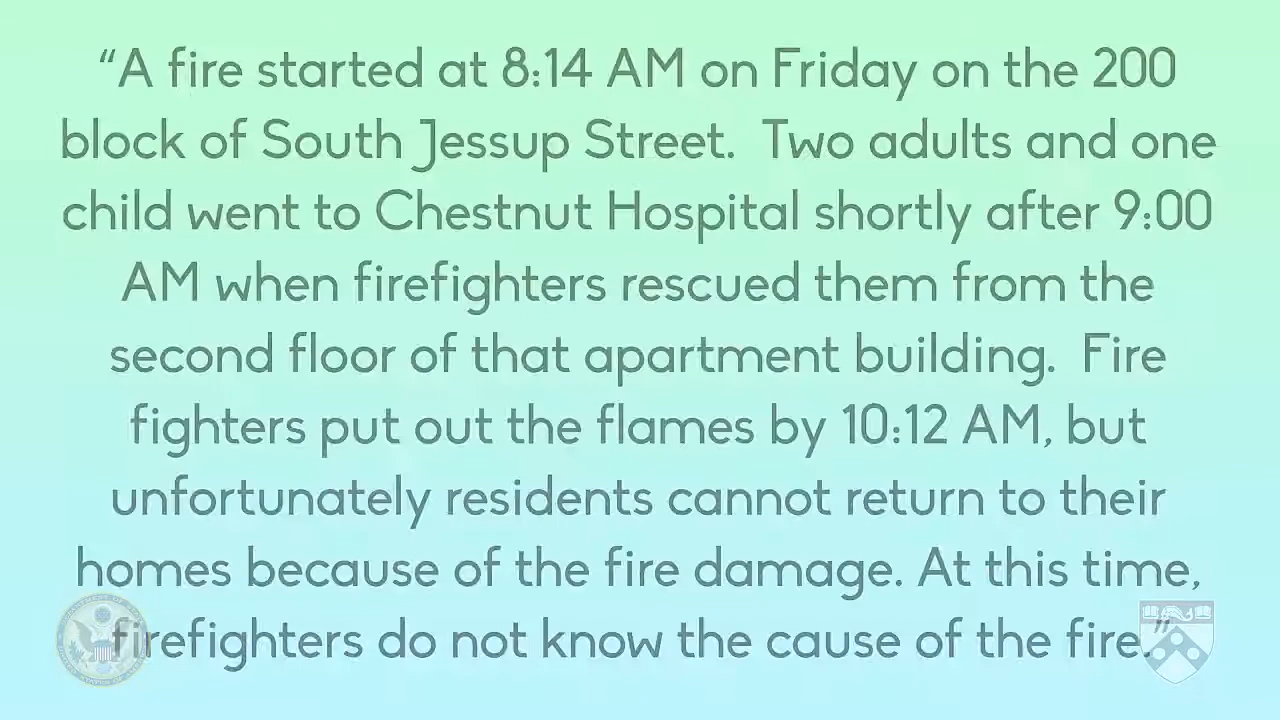 “A fire started at 8:14 AM on Friday on the 200
block of South Jessup Street.  Two adults and one
child went to Chestnut Hospital shortly after 9:00
AM when firefighters rescued them from the
second floor of that apartment building.  Fire
fighters put out the flames by 10:12 AM, but
unfortunately residents cannot return to their
homes because of the fire damage. At this time,
firefighters do not know the cause of the fire.”